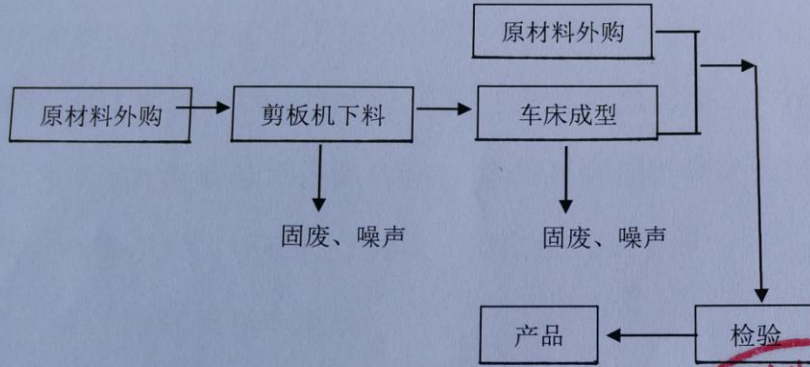 原材料外购
原材料外购
剪板机下料
车床成型
固废、噪声
固废、噪声
产品
检验